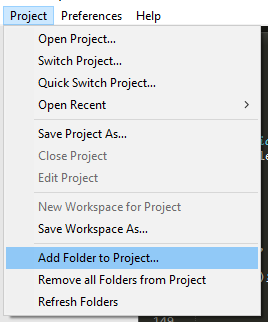 Project Preferences Help
Open Project...
Switch Project...
Quick Switch Project...
Open Recent
Save Project As...
Close Project
Edit Project
New Workspace for Project
Save Workspace As...
Add Folder to Project...
Remove all Folders from Project
Refresh Folders
149